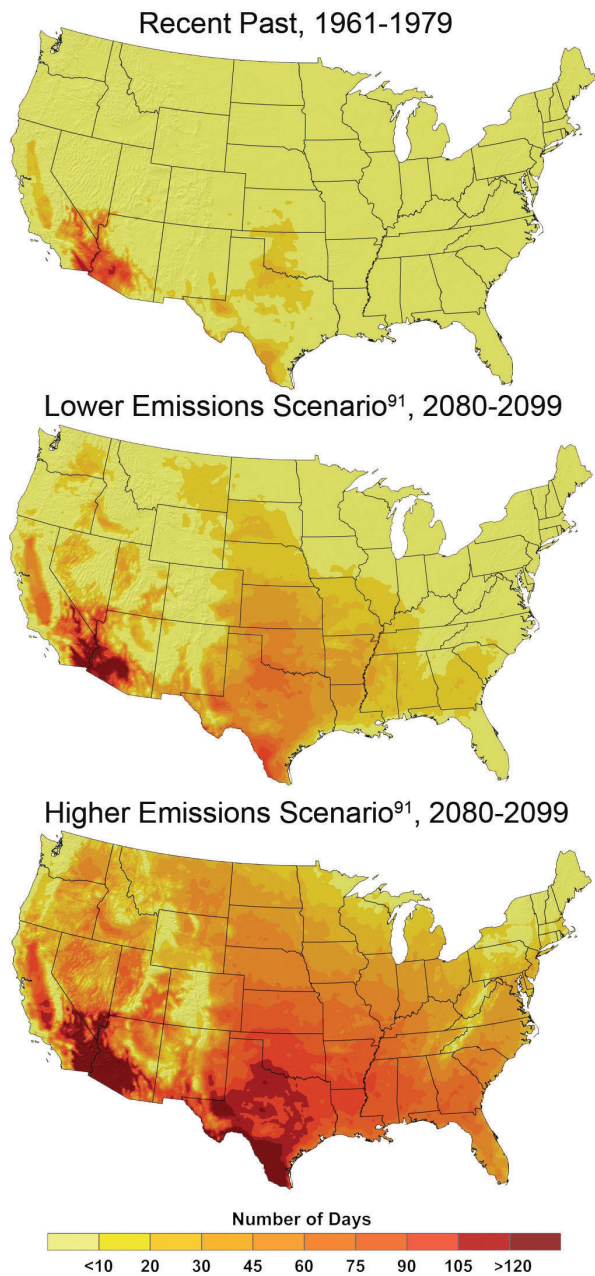 Recent Past, 1961-1979
Lower Emissions Scenario⁹¹, 2080-2099
Higher Emissions Scenario⁹¹, 2080-2099
Number of Days
<10 20 30 45 60 75 90 105 >120